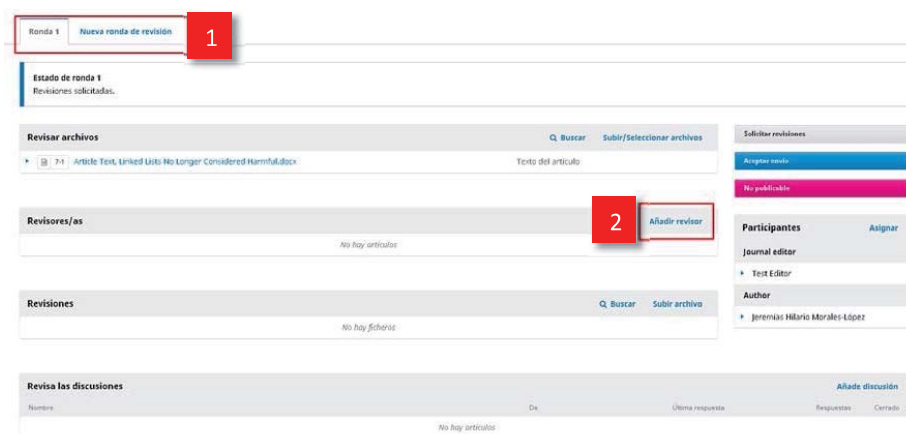 Ronda 1
Nueva ronda de revisión
1
Estado de ronda 1
Revisiones solicitadas.
Revisar archivos
Buscar
Subir/Seleccionar archivos
7-1 Article Text, Linked Lists No Longer Considered Harmful.docx
Texto del artículo
Solicitar revisiones
Aceptar envío
No publicable
Revisores/as
2
Añadir revisor
No hay artículos
Participantes
Asignar
Journal editor
Test Editor
Author
Jeremias Hilario Morales-López
Revisiones
Buscar
Subir archivo
No hay ficheros
Revisa las discusiones
Añade discusión
Nombre
De
Última respuesta
Respuestas
Cerrado
No hay artículos